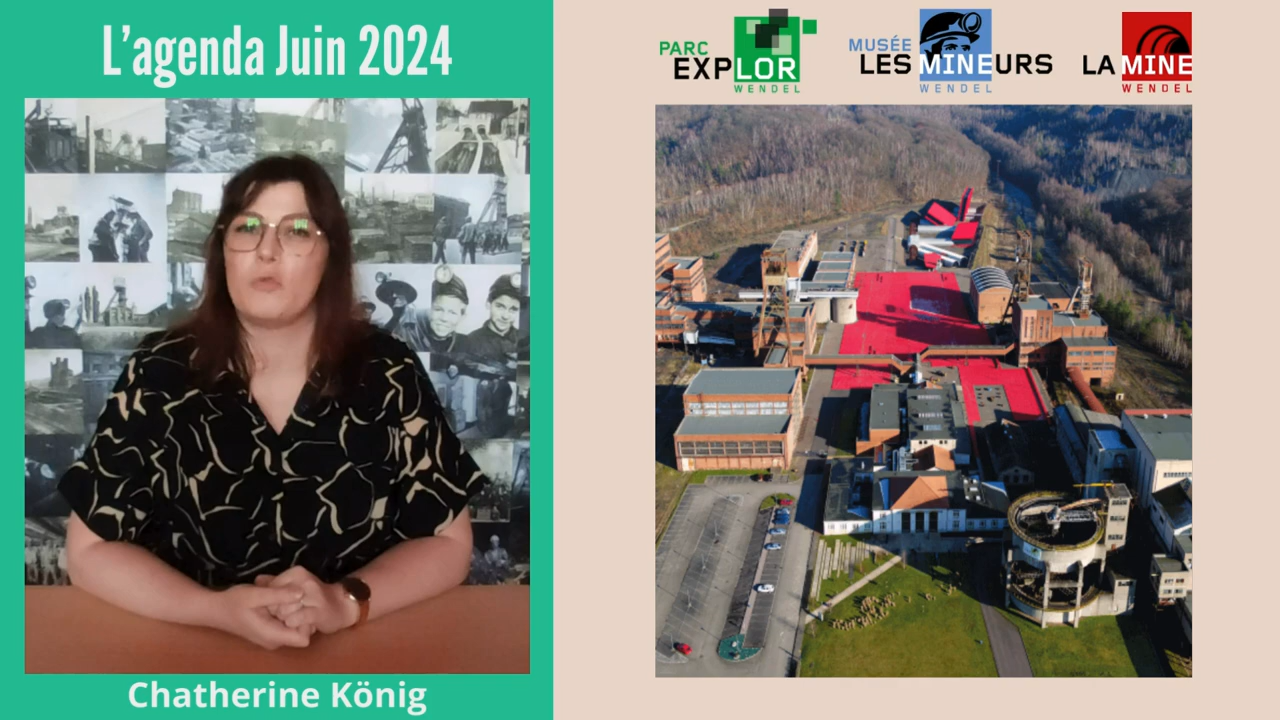 L'agenda Juin 2024
Chatherine König
PARC
EXPLOR
WENDEL
MUSÉE
LES MINEURS
WENDEL
LA MINE
WENDEL